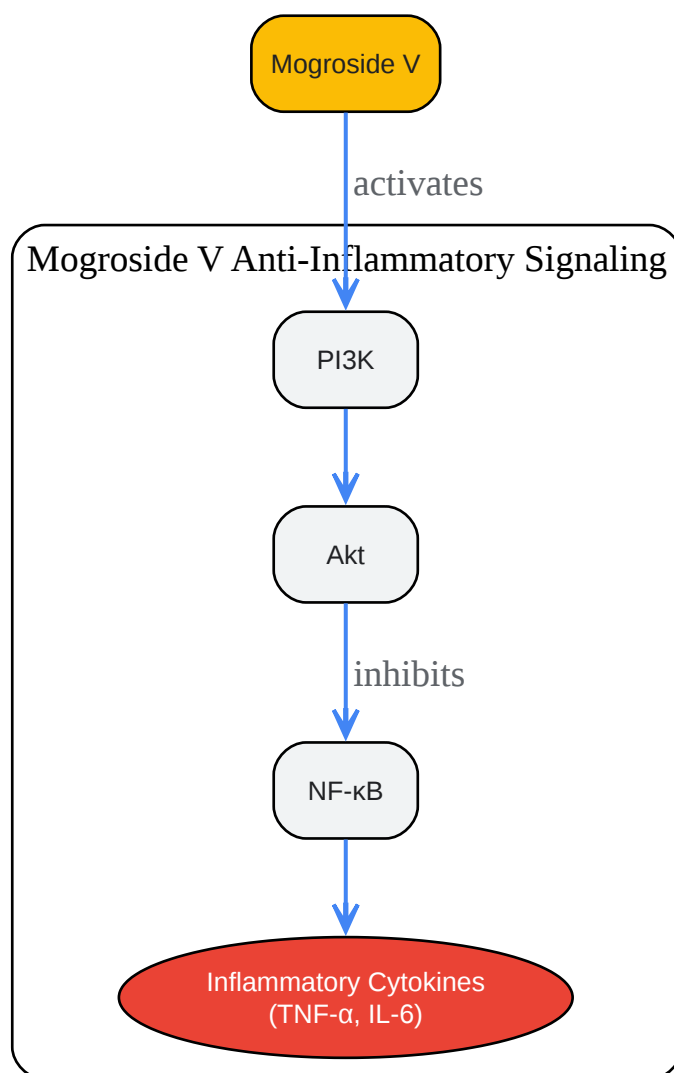 Mogroside V
activates
Mogroside V Anti-Inflammatory Signaling
PI3K
Akt
inhibits
NF-κB
Inflammatory Cytokines
(TNF-α, IL-6)